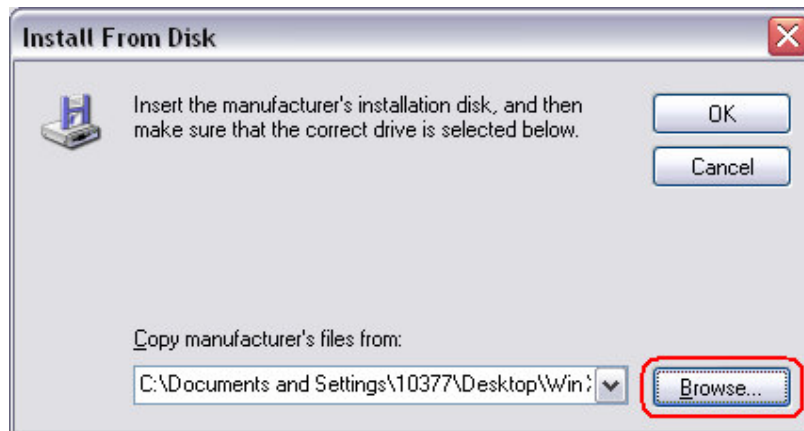 Install From Disk
Insert the manufacturer's installation disk, and then
make sure that the correct drive is selected below.
OK
Cancel
Copy manufacturer's files from:
C:\Documents and Settings\10377\Desktop\Win
Browse...